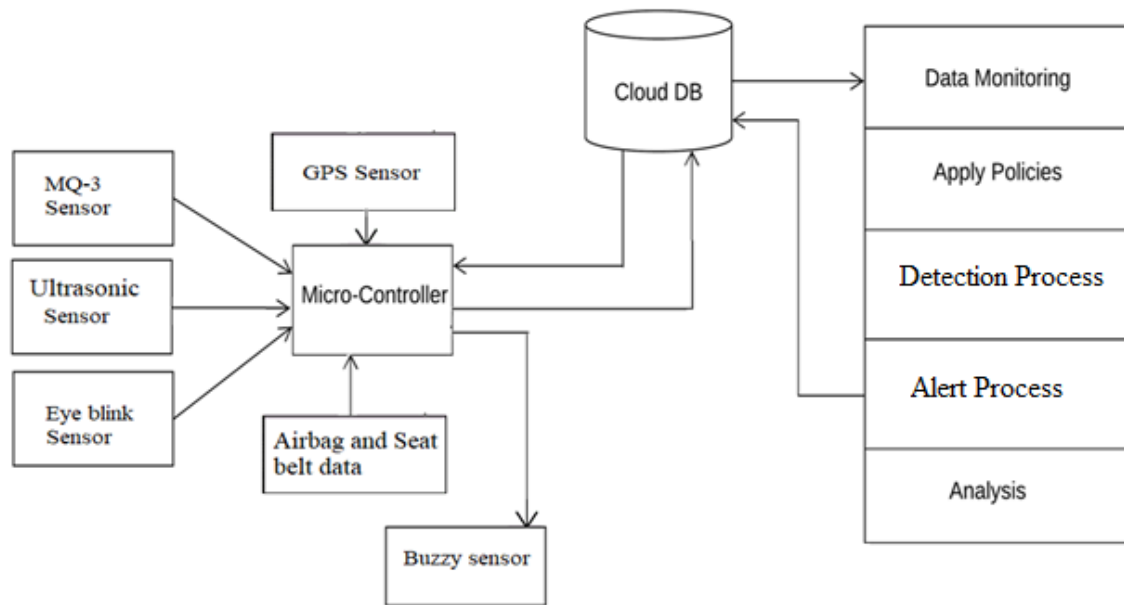 Cloud DB
Data Monitoring
Apply Policies
Detection Process
Alert Process
Analysis
GPS Sensor
MQ-3
Sensor
Ultrasonic
Sensor
Eye blink
Sensor
Micro-Controller
Airbag and Seat
belt data
Buzzy sensor